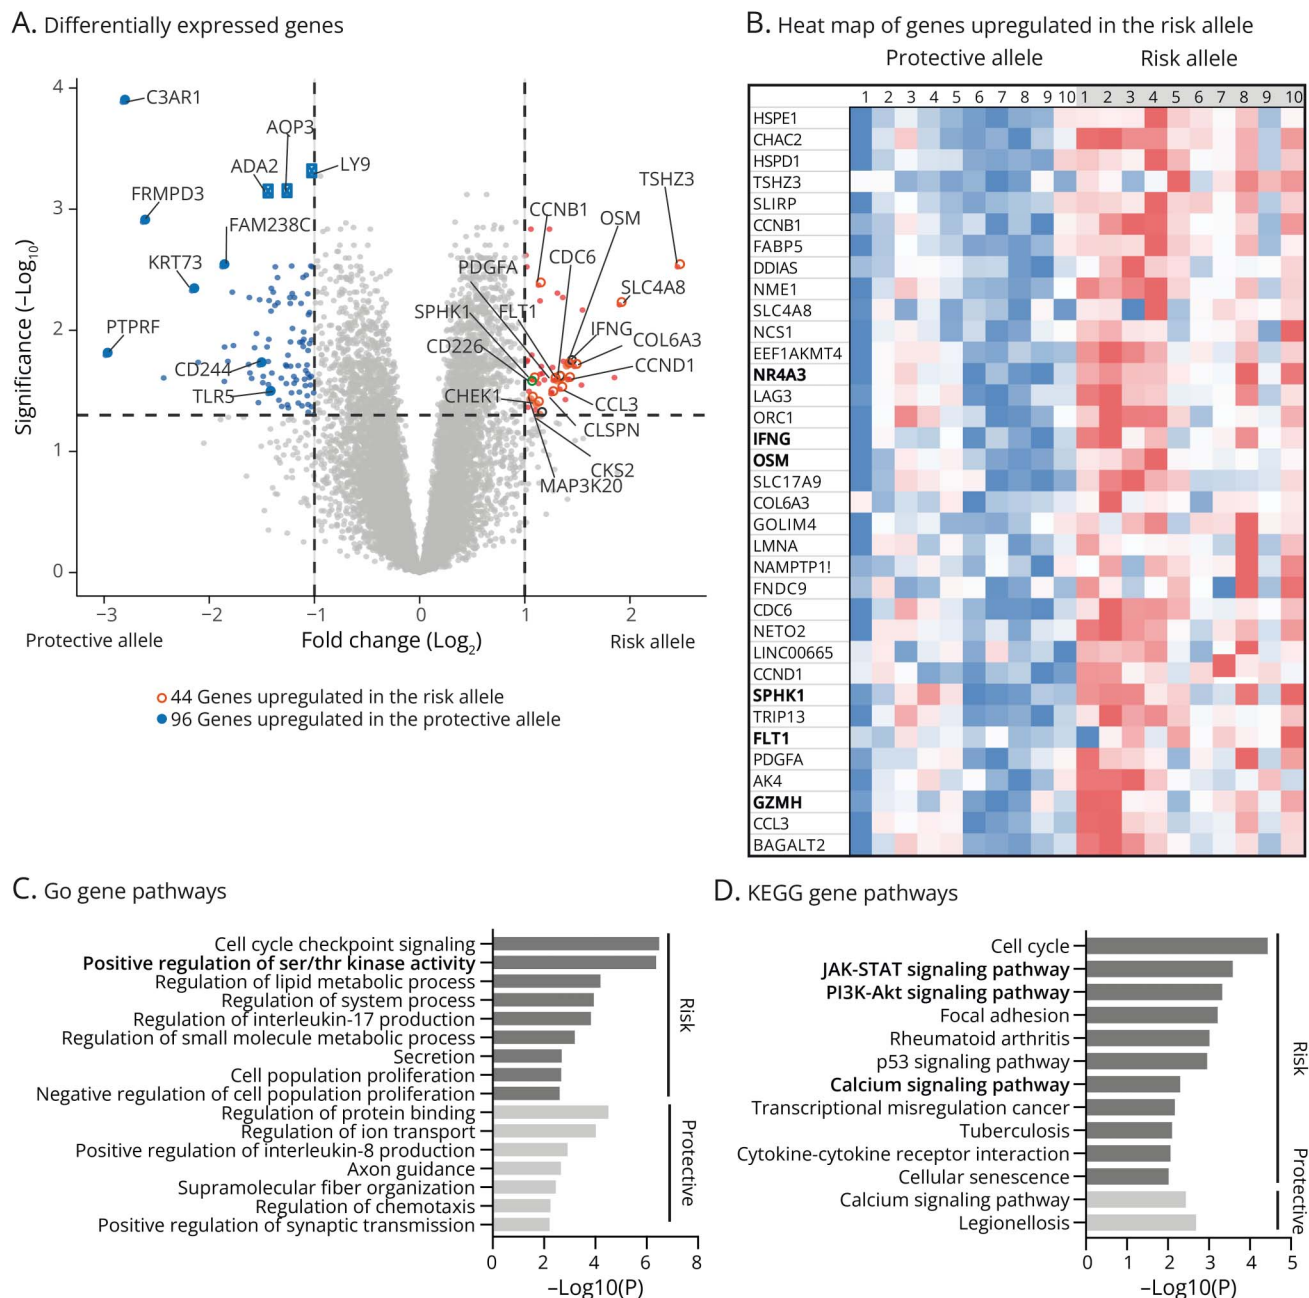 A. Differentially expressed genes
4
3
2
1
0
Significance (–Log10)
C3AR1
AQP3
ADA2
LY9
FRMPD3
FAM238C
KRT73
PTPRF
CD244
TLR5
TSHZ3
CCNB1
OSM
CDC6
PDGFA
SLC4A8
SPHK1
FLT1
IFNG
COL6A3
CD226
CCND1
CHEK1
CCL3
CLSPN
CKS2
MAP3K20
−3 −2 −1 0 1 2
Protective allele
Fold change (Log2)
Risk allele
44 Genes upregulated in the risk allele
96 Genes upregulated in the protective allele
B. Heat map of genes upregulated in the risk allele
Protective allele Risk allele
1 2 3 4 5 6 7 8 9 10 1 2 3 4 5 6 7 8 9 10
HSPE1
CHAC2
HSPD1
TSHZ3
SLIRP
CCNB1
FABP5
DDIAS
NME1
SLC4A8
NCS1
EEF1AKMT4
NR4A3
LAG3
ORC1
IFNG
OSM
SLC17A9
COL6A3
GOLIM4
LMNA
NAMPTP1!
FNDC9
CDC6
NETO2
LINC00665
CCND1
SPHK1
TRIP13
FLT1
PDGFA
AK4
GZMH
CCL3
BAGALT2
C. Go gene pathways
Cell cycle checkpoint signaling
Positive regulation of ser/thr kinase activity
Regulation of lipid metabolic process
Regulation of system process
Regulation of interleukin-17 production
Regulation of small molecule metabolic process
Secretion
Cell population proliferation
Negative regulation of cell population proliferation
Regulation of protein binding
Regulation of ion transport
Positive regulation of interleukin-8 production
Axon guidance
Supramolecular fiber organization
Regulation of chemotaxis
Positive regulation of synaptic transmission
Risk
Protective
0 2 4 6 8
–Log10(P)
D. KEGG gene pathways
Cell cycle
JAK-STAT signaling pathway
PI3K-Akt signaling pathway
Focal adhesion
Rheumatoid arthritis
p53 signaling pathway
Calcium signaling pathway
Transcriptional misregulation cancer
Tuberculosis
Cytokine-cytokine receptor interaction
Cellular senescence
Calcium signaling pathway
Legionellosis
Risk
Protective
0 1 2 3 4 5
–Log10(P)